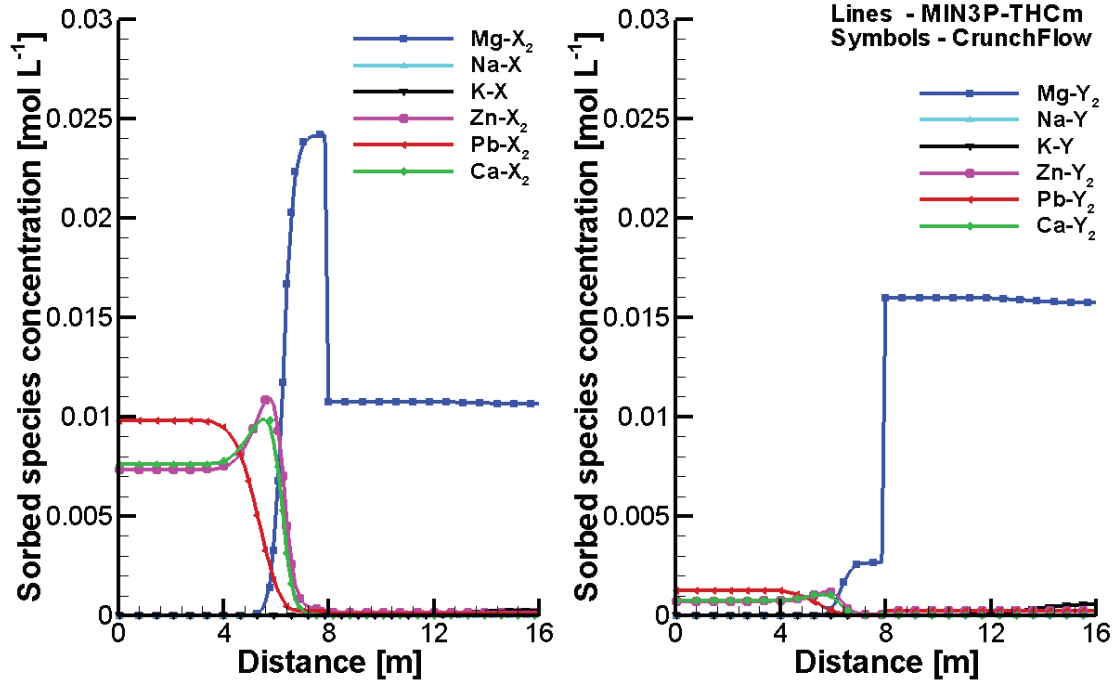 Lines - MIN3P-THCm
Symbols - CrunchFlow
Sorbed species concentration [mol L⁻¹]
0.03
0.025
0.02
0.015
0.01
0.005
0
Mg-X₂
Na-X
K-X
Zn-X₂
Pb-X₂
Ca-X₂
0 4 8 12 16
Distance [m]
Sorbed species concentration [mol L⁻¹]
0.03
0.025
0.02
0.015
0.01
0.005
0
Mg-Y₂
Na-Y
K-Y
Zn-Y₂
Pb-Y₂
Ca-Y₂
0 4 8 12 16
Distance [m]